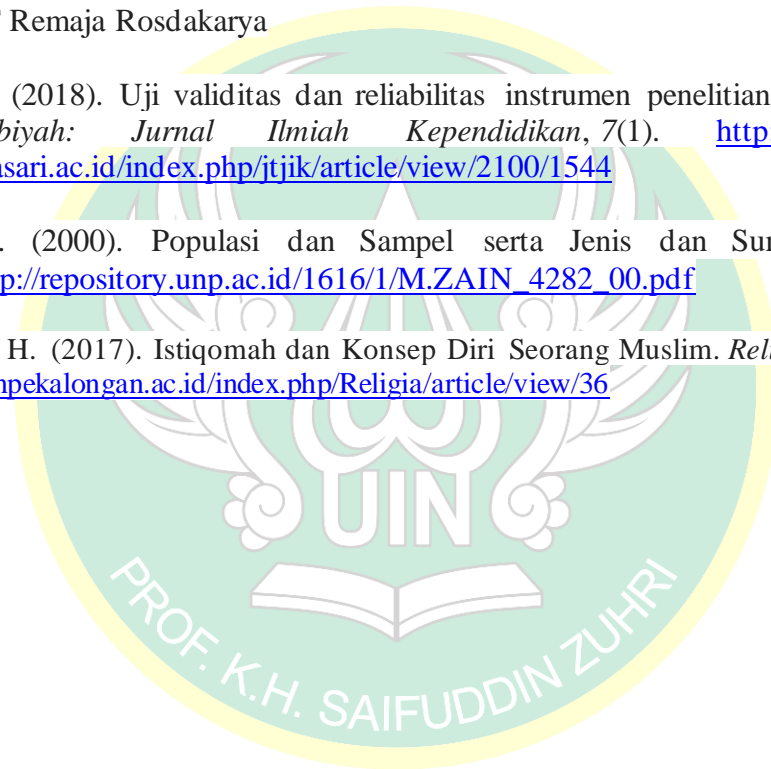 Remaja Rosdakarya
(2018). Uji validitas dan reliabilitas instrumen penelitian
biyah: Jurnal Ilmiah Kependidikan, 7(1). http
asari.ac.id/index.php/jtjik/article/view/2100/1544
. (2000). Populasi dan Sampel serta Jenis dan Sur
p://repository.unp.ac.id/1616/1/M.ZAIN_4282_00.pdf
H. (2017). Istiqomah dan Konsep Diri Seorang Muslim. Reli
npekalongan.ac.id/index.php/Religia/article/view/36
UIN
PROF. K.H. SAIFUDDIN ZUHRI